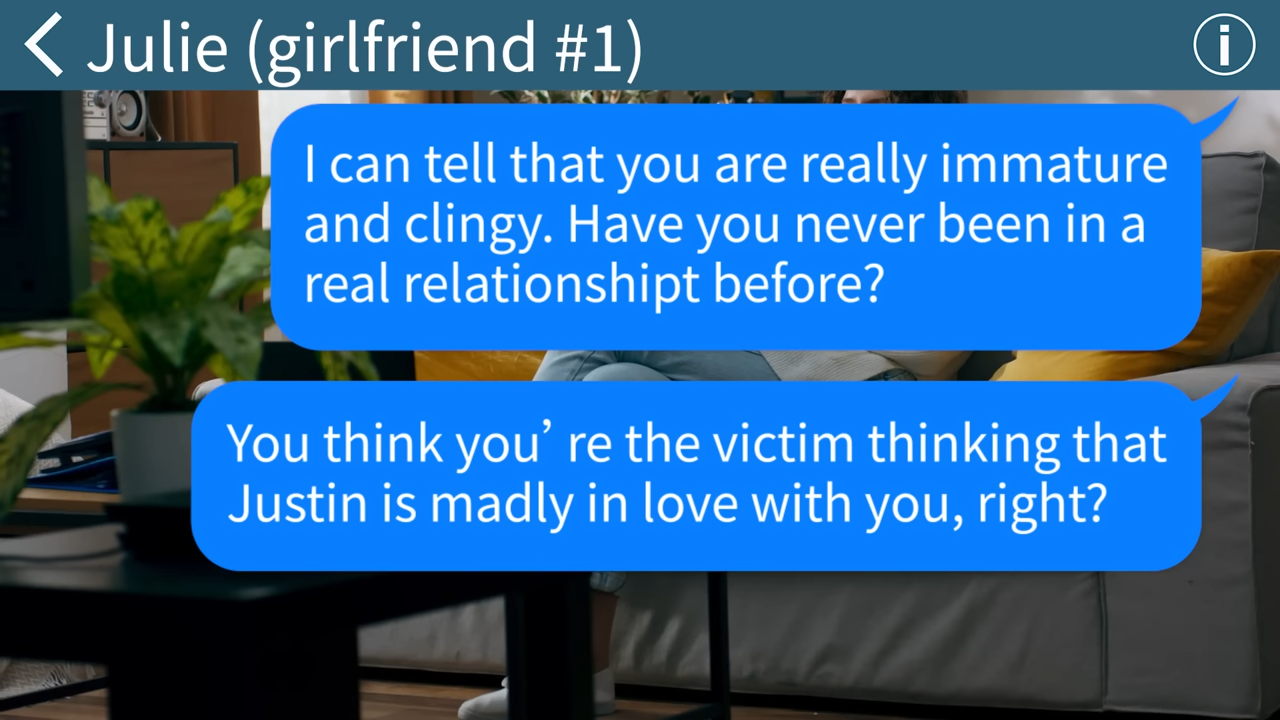 Julie (girlfriend #1)
I can tell that you are really immature
and clingy. Have you never been in a
real relationshipt before?
You think you’ re the victim thinking that
Justin is madly in love with you, right?